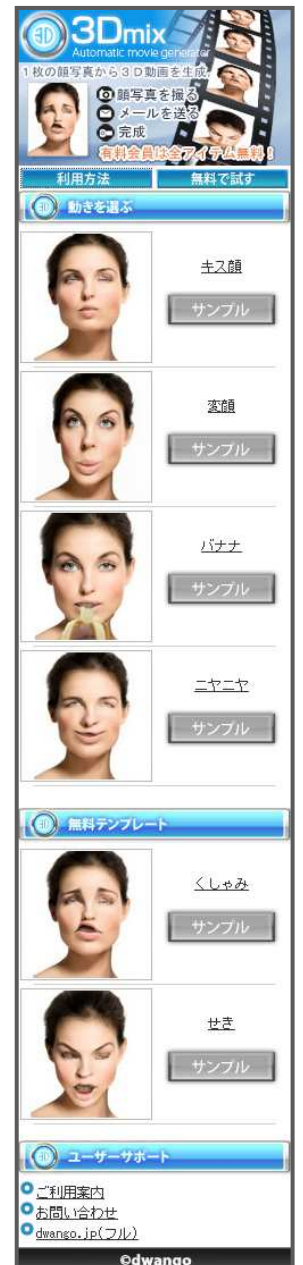 3D
3Dmix
Automatic movie generator
1枚の顔写真から3D動画を生成。
顔写真を撮る
メールを送る
完成
有料会員は全アイテム無料!
利用方法
無料で試す
3D 動きを選ぶ
キス顔
サンプル
変顔
サンプル
バナナ
サンプル
ニヤニヤ
サンプル
3D 無料テンプレート
くしゃみ
サンプル
せき
サンプル
3D ユーザーサポート
ご利用案内
お問い合わせ
dwango.jp(フル)
©dwango